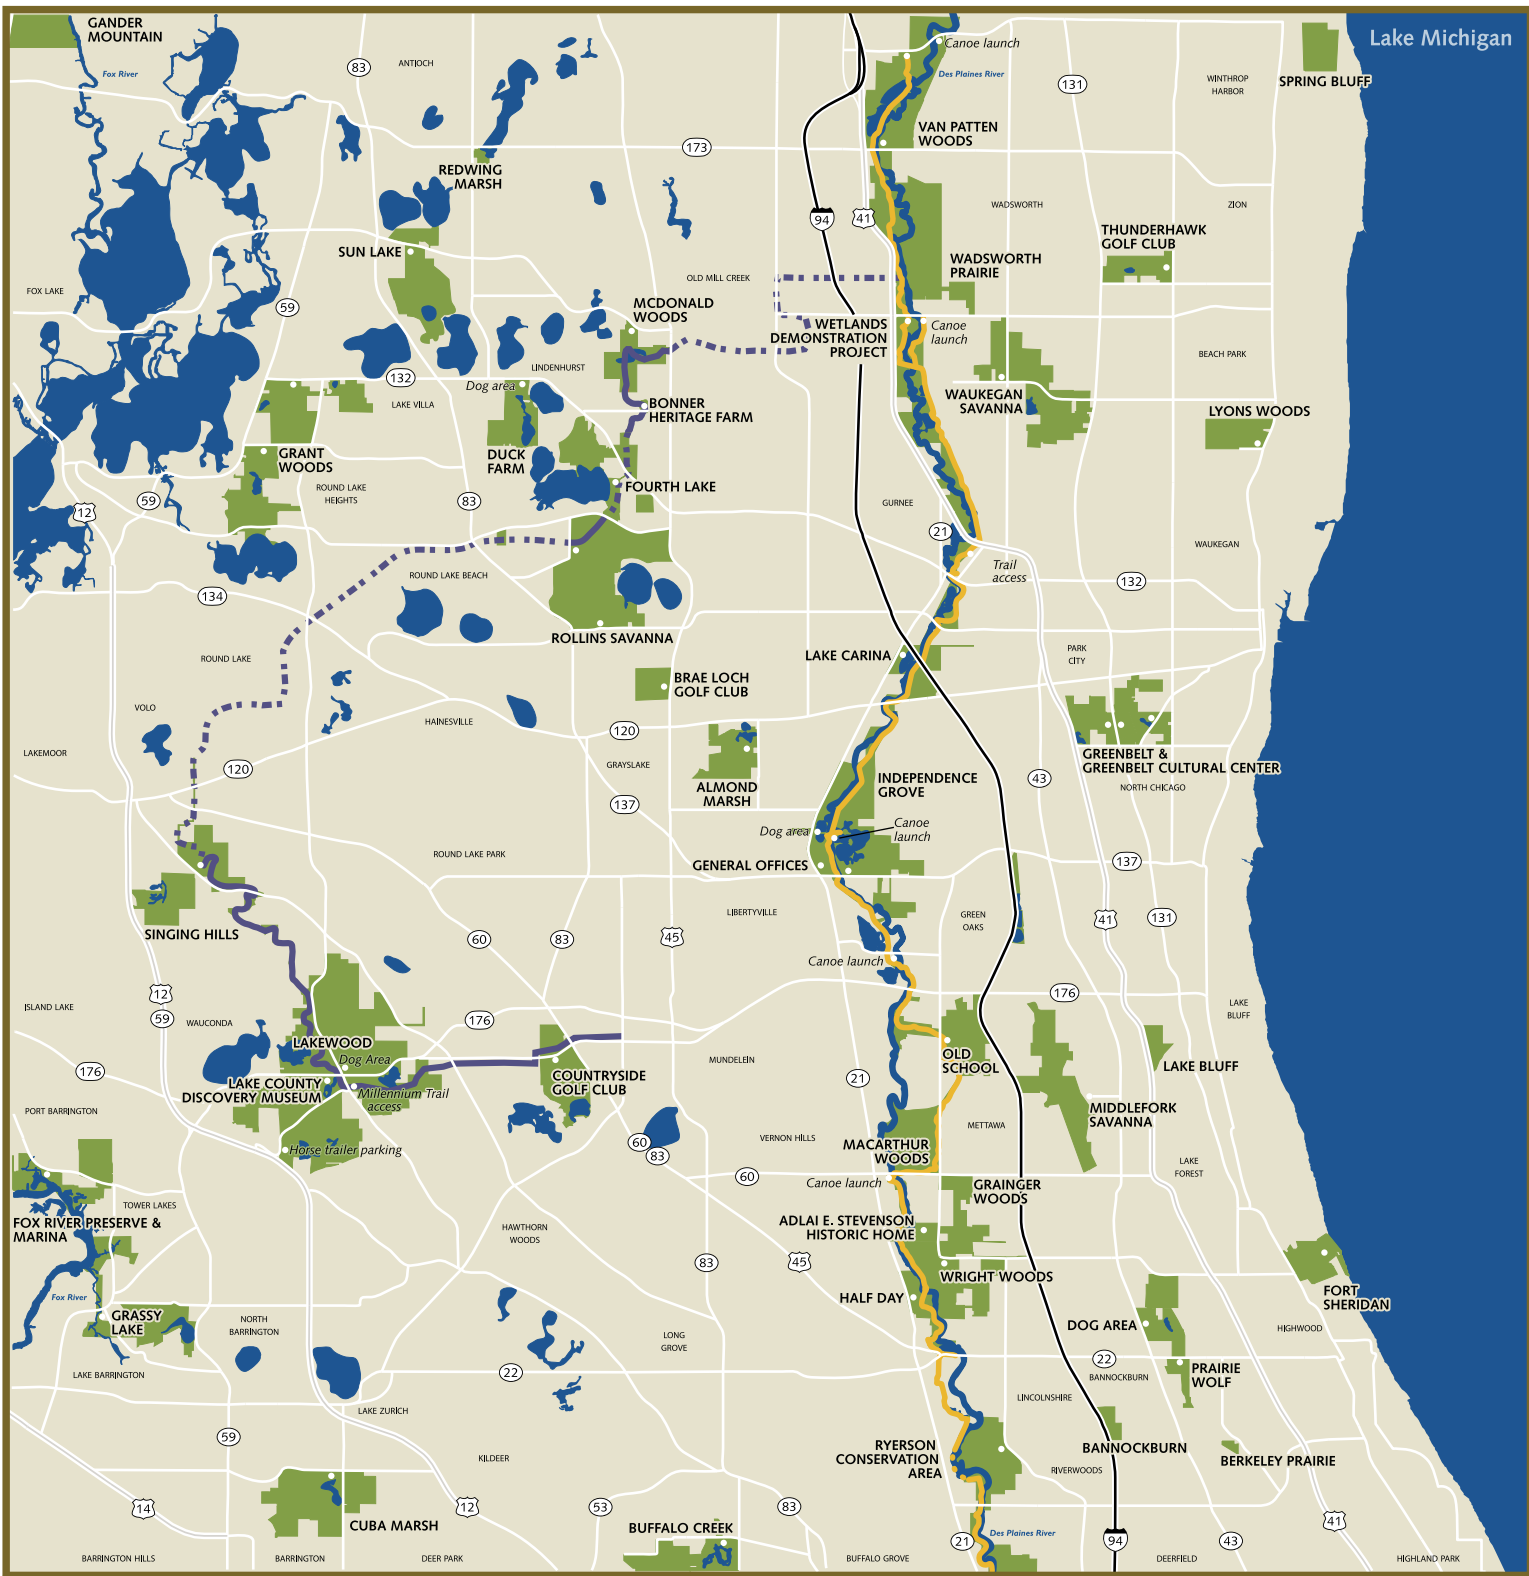 GANDER
MOUNTAIN
Fox River
83
ANTIOCH
Canoe launch
Des Plaines River
131
WINTHROP
HARBOR
SPRING BLUFF
Lake Michigan
VAN PATTEN
WOODS
173
REDWING
MARSH
94
41
WADSWORTH
ZION
THUNDERHAWK
GOLF CLUB
SUN LAKE
WADSWORTH
PRAIRIE
OLD MILL CREEK
FOX LAKE
59
MCDONALD
WOODS
WETLANDS
DEMONSTRATION
PROJECT
Canoe
launch
BEACH PARK
LINDENHURST
132
Dog area
LAKE VILLA
BONNER
HERITAGE FARM
WAUKEGAN
SAVANNA
LYONS WOODS
GRANT
WOODS
DUCK
FARM
FOURTH LAKE
ROUND LAKE
HEIGHTS
12
59
83
GURNEE
21
WAUKEGAN
Trail
access
132
ROUND LAKE BEACH
134
ROLLINS SAVANNA
LAKE CARINA
PARK
CITY
ROUND LAKE
BRAE LOCH
GOLF CLUB
VOLO
HAINESVILLE
120
LAKEMOOR
120
GRAYSLAKE
ALMOND
MARSH
137
INDEPENDENCE
GROVE
43
GREENBELT &
GREENBELT CULTURAL CENTER
NORTH CHICAGO
Dog area
Canoe
launch
ROUND LAKE PARK
GENERAL OFFICES
137
LIBERTYVILLE
GREEN
OAKS
41
131
SINGING HILLS
60
83
45
Canoe launch
12
176
ISLAND LAKE
59
WAUCONDA
176
LAKE
BLUFF
LAKEWOOD
Dog Area
MUNDELEIN
OLD
SCHOOL
LAKE BLUFF
176
LAKE COUNTY
DISCOVERY MUSEUM
Millennium Trail
access
COUNTRYSIDE
GOLF CLUB
21
PORT BARRINGTON
MIDDLEFORK
SAVANNA
METTAWA
Horse trailer parking
60
83
VERNON HILLS
MACARTHUR
WOODS
60
Canoe launch
LAKE
FOREST
GRAINGER
WOODS
TOWER LAKES
FOX RIVER PRESERVE &
MARINA
HAWTHORN
WOODS
ADLAI E. STEVENSON
HISTORIC HOME
83
45
WRIGHT WOODS
Fox River
HALF DAY
FORT
SHERIDAN
GRASSY
LAKE
NORTH
BARRINGTON
LONG
GROVE
DOG AREA
HIGHWOOD
22
22
LAKE BARRINGTON
BANNOCKBURN
PRAIRIE
WOLF
LINCOLNSHIRE
LAKE ZURICH
59
KILDEER
RYERSON
CONSERVATION
AREA
BANNOCKBURN
BERKELEY PRAIRIE
RIVERWOODS
14
12
53
83
41
CUBA MARSH
BUFFALO CREEK
21
Des Plaines River
94
43
BARRINGTON HILLS
BARRINGTON
DEER PARK
BUFFALO GROVE
DEERFIELD
HIGHLAND PARK